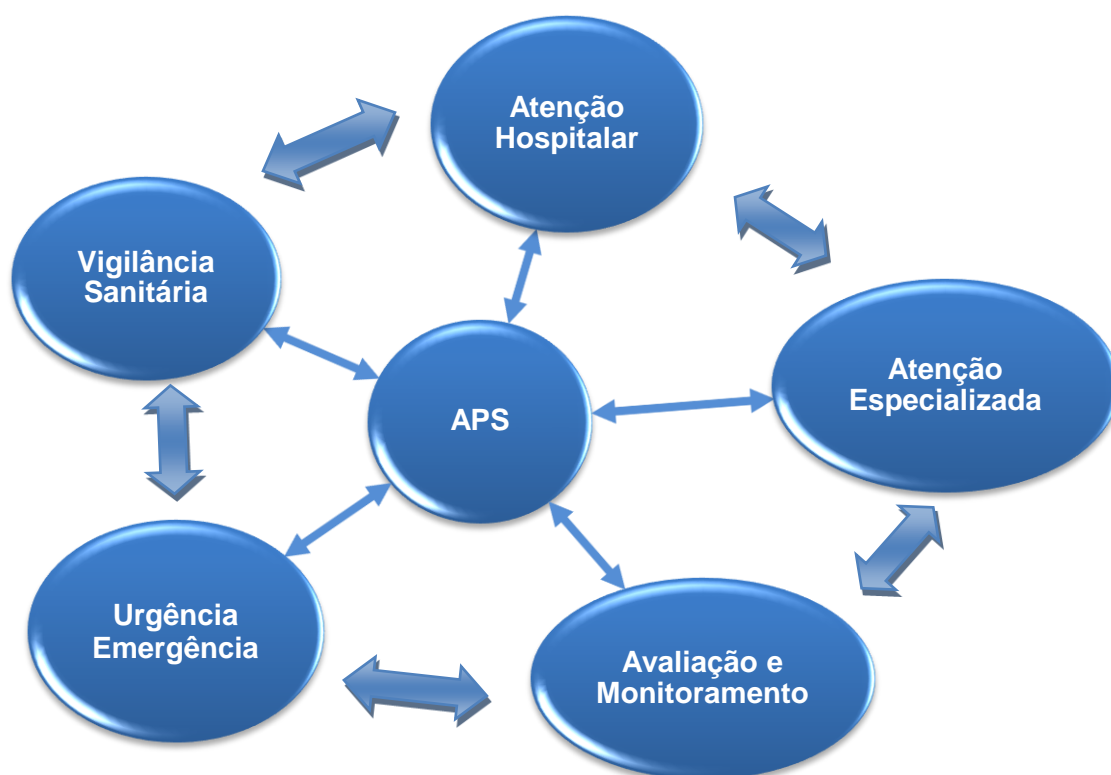 Atenção
Hospitalar
Vigilância
Sanitária
Atenção
Especializada
APS
Urgência
Emergência
Avaliação e
Monitoramento